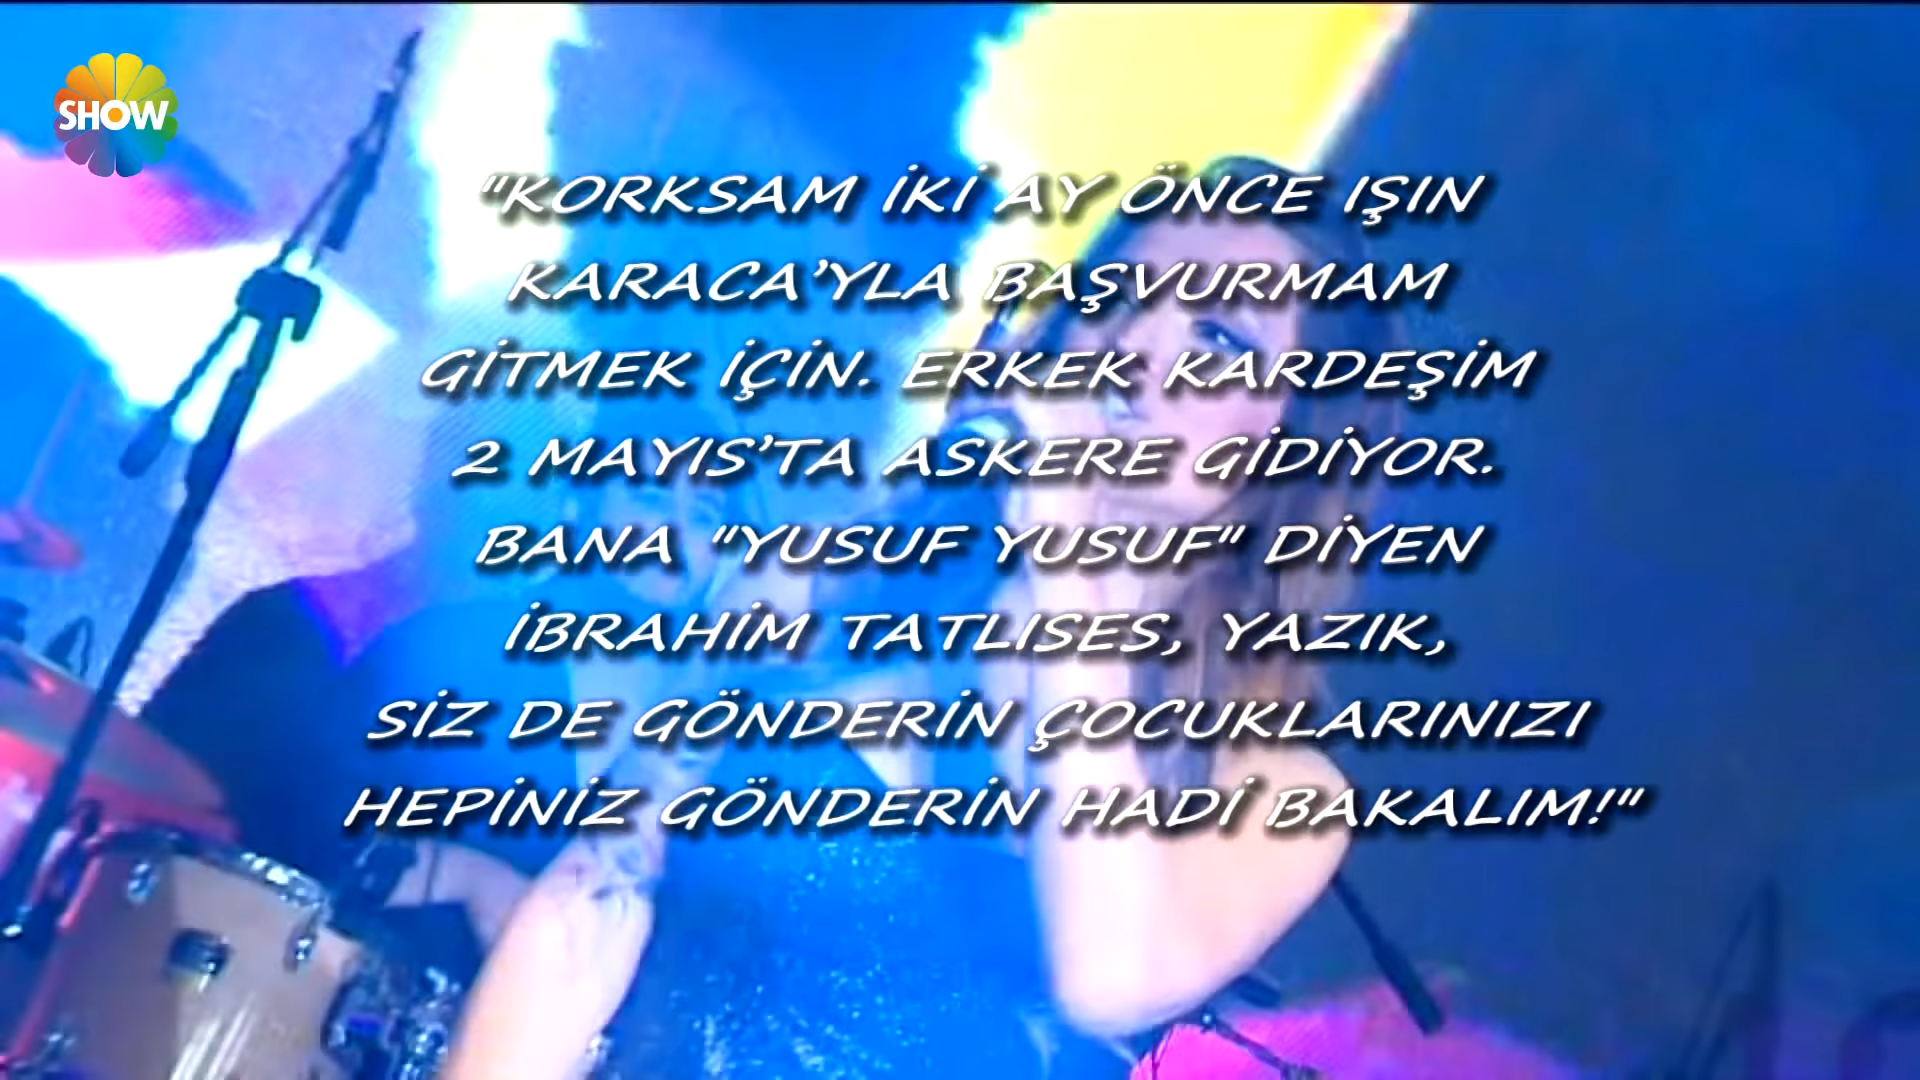 SHOW
"KORKSAM İKİ AY ÖNCE IŞIN
KARACA'YLA BAŞVURMAM
GİTMEK İÇİN. ERKEK KARDEŞİM
2 MAYIS'TA ASKERE GİDİYOR.
BANA "YUSUF YUSUF" DİYEN
İBRAHİM TATLISES, YAZIK,
SİZ DE GÖNDERİN ÇOCUKLARINIZI
HEPİNİZ GÖNDERİN HADİ BAKALIM!"